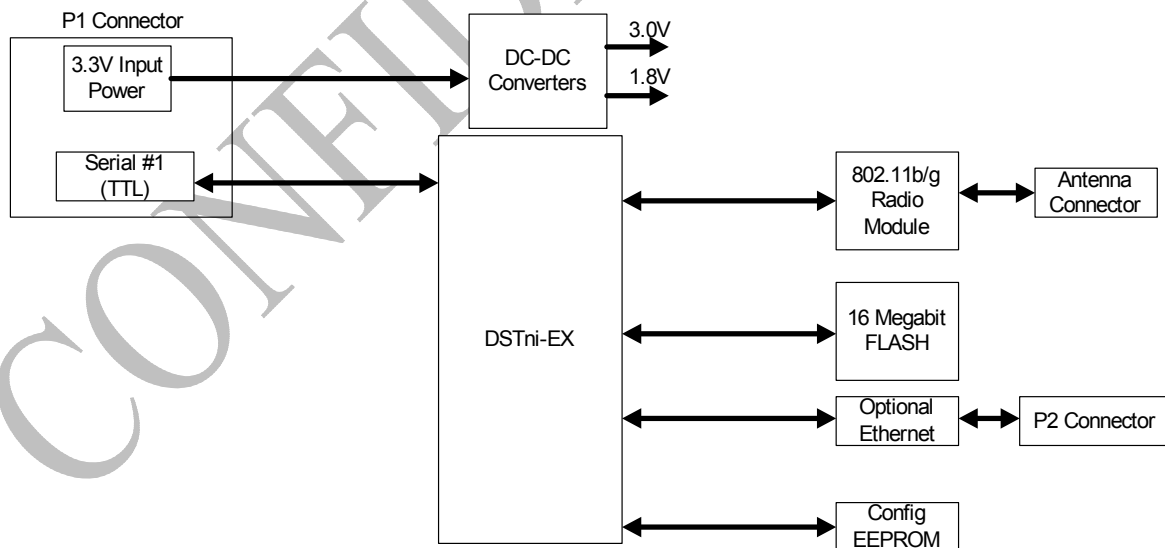 P1 Connector
3.3V Input
Power
Serial #1
(TTL)
DC-DC
Converters
3.0V
1.8V
DSTni-EX
802.11b/g
Radio
Module
Antenna
Connector
16 Megabit
FLASH
Optional
Ethernet
P2 Connector
Config
EEPROM